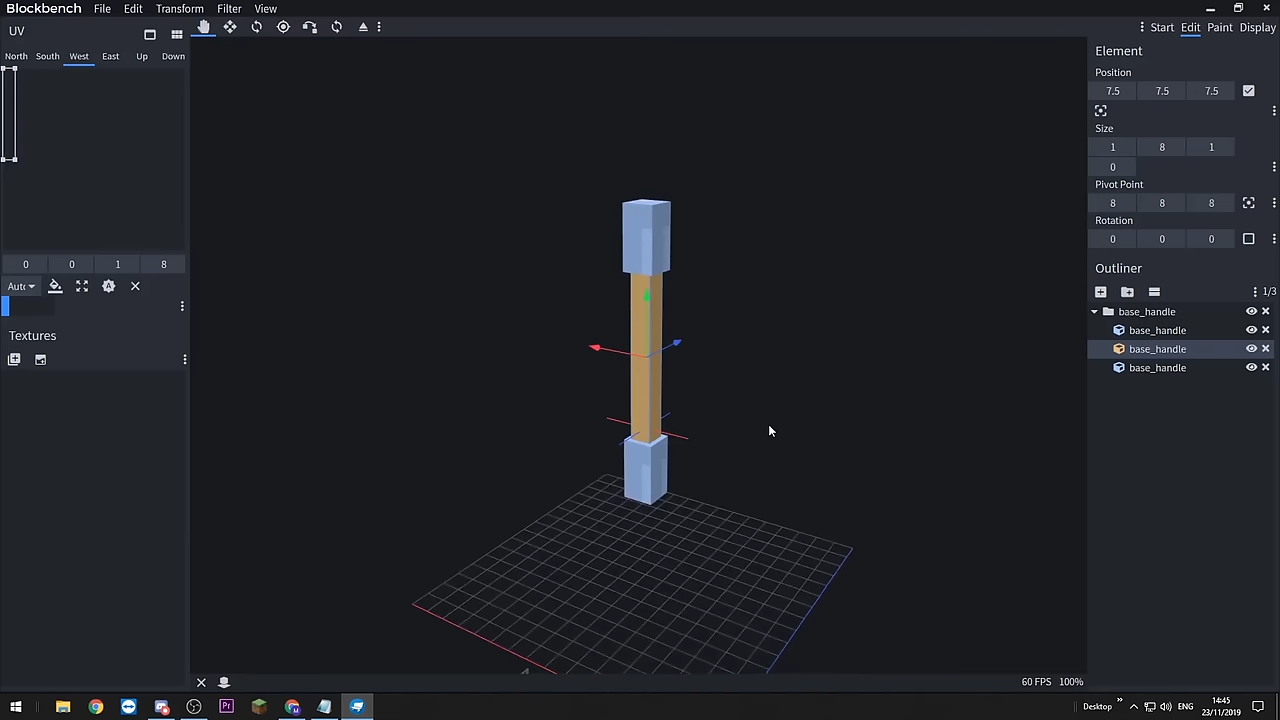 Blockbench File Edit Transform Filter View
UV
Start Edit Paint Display
North South West East Up Down
0 0 1 8
Auto
Textures
Element
Position
7.5 7.5 7.5
Size
1 8 1
0
Pivot Point
8 8 8
Rotation
0 0 0
Outliner
1/3
base_handle
base_handle
base_handle
base_handle
60 FPS 100%
Pr
Desktop » ENG 14:45
23/11/2019